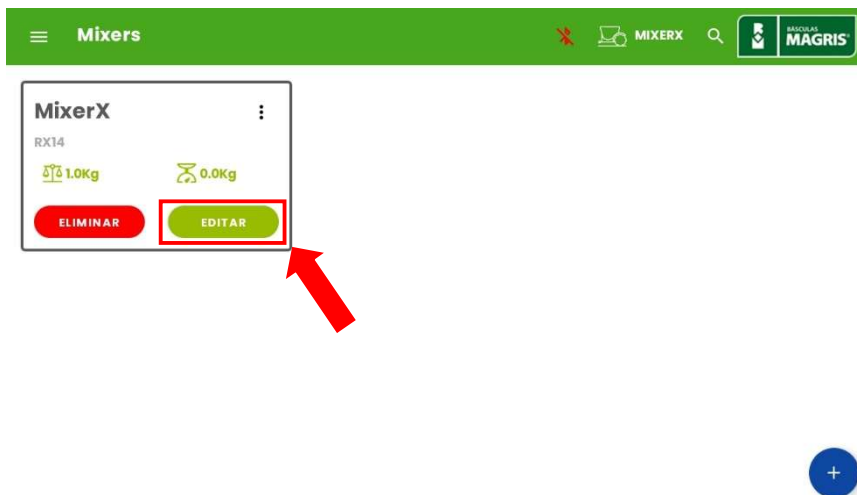 Mixers
MIXERX
BÁSCULAS
MAGRIS
MixerX
RX14
1.0Kg
0.0Kg
ELIMINAR
EDITAR